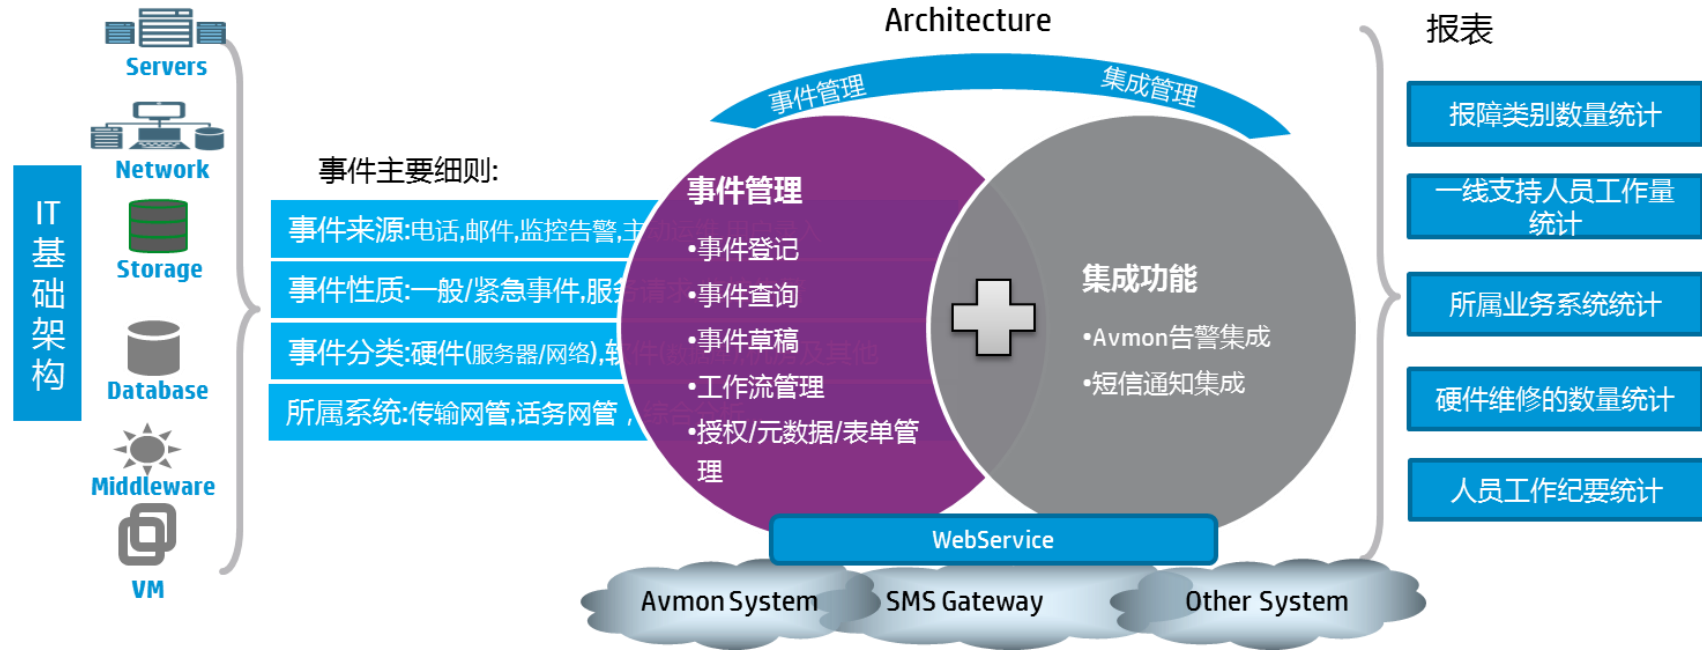 Architecture
报表
Servers
Network
Storage
Database
Middleware
VM
IT
基
础
架
构
事件主要细则:
事件来源:电话,邮件,监控告警,主
事件性质:一般/紧急事件,服务请求
事件分类:硬件(服务器/网络),软件
所属系统:传输网管,话务网管,综合分析
事件管理
集成管理
事件管理
•事件登记
•事件查询
•事件草稿
•工作流管理
•授权/元数据/表单管
理
集成功能
•Avmon告警集成
•短信通知集成
WebService
Avmon System
SMS Gateway
Other System
报障类别数量统计
一线支持人员工作量
统计
所属业务系统统计
硬件维修的数量统计
人员工作纪要统计